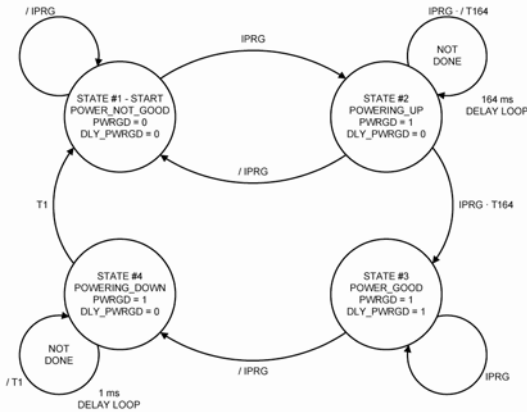 / IPRG
IPRG
IPRG · / T164
NOT
DONE
164 ms
DELAY LOOP
STATE #1 - START
POWER_NOT_GOOD
PWRGD = 0
DLY_PWRGD = 0
STATE #2
POWERING_UP
PWRGD = 1
DLY_PWRGD = 0
/ IPRG
T1
IPRG · T164
STATE #4
POWERING_DOWN
PWRGD = 1
DLY_PWRGD = 0
STATE #3
POWER_GOOD
PWRGD = 1
DLY_PWRGD = 1
NOT
DONE
/ IPRG
IPRG
/ T1
1 ms
DELAY LOOP